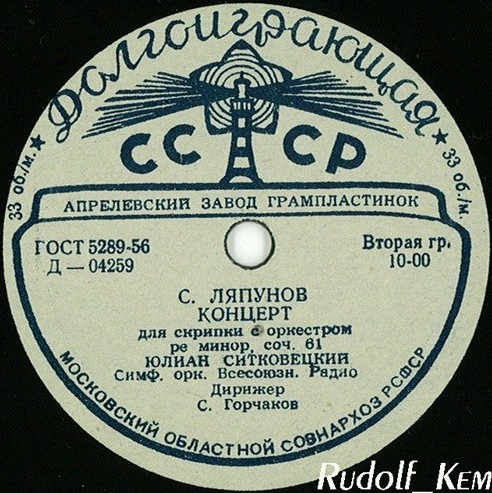 Долгоиграющая
33 об./м.
33 об./м.
СССР
АПРЕЛЕВСКИЙ ЗАВОД ГРАМПЛАСТИНОК
ГОСТ 5289-56
Д — 04259
Вторая гр.
10-00
С. ЛЯПУНОВ
КОНЦЕРТ
для скрипки с оркестром
ре минор, соч. 61
ЮЛИАН СИТКОВЕЦКИЙ
Симф. орк. Всесоюзн. Радио
Дирижер
С. Горчаков
МОСКОВСКИЙ ОБЛАСТНОЙ СОВНАРХОЗ РСФСР
Rudolf Kem